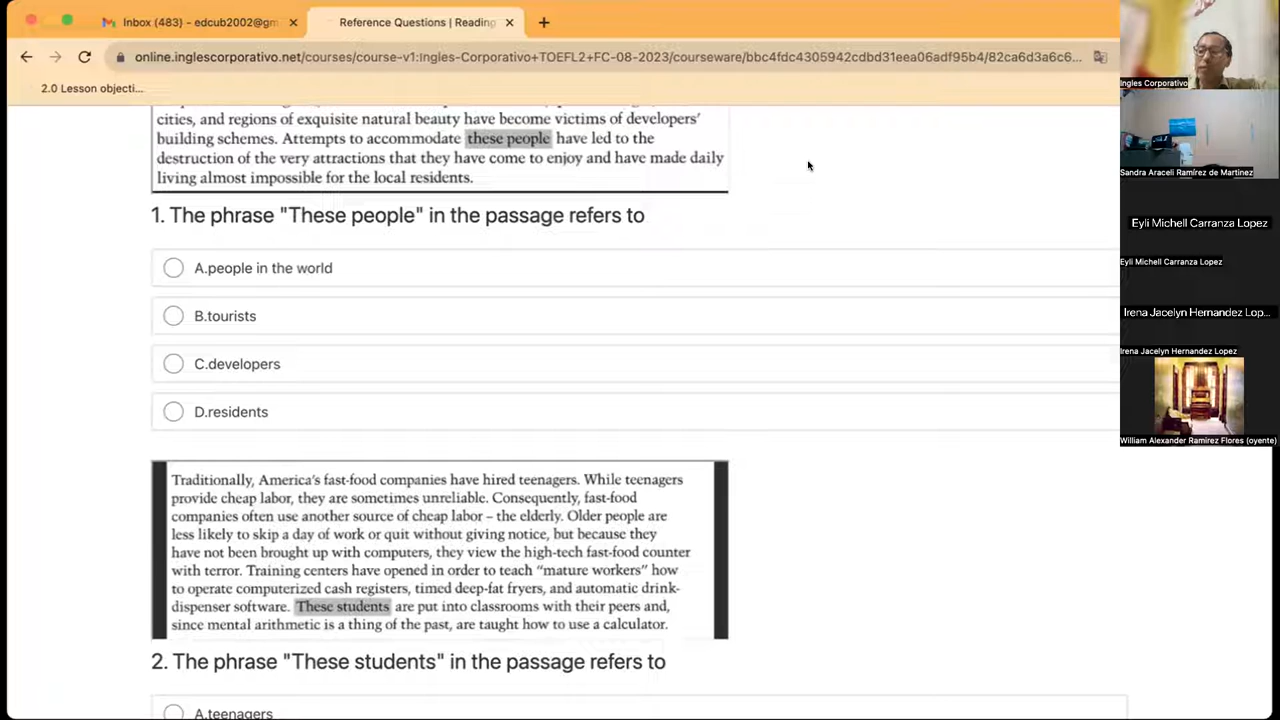 Inbox (483) - edcub2002@gm
Reference Questions | Reading
online.inglescorporativo.net/courses/course-v1:Ingles-Corporativo+TOEFL2+FC-08-2023/courseware/bbc4fdc4305942cdbd31eea06adf95b4/82ca6d3a6c6...
2.0 Lesson objecti...
cities, and regions of exquisite natural beauty have become victims of developers'
building schemes. Attempts to accommodate these people have led to the
destruction of the very attractions that they have come to enjoy and have made daily
living almost impossible for the local residents.
1. The phrase "These people" in the passage refers to
A.people in the world
B.tourists
C.developers
D.residents
Traditionally, America's fast-food companies have hired teenagers. While teenagers
provide cheap labor, they are sometimes unreliable. Consequently, fast-food
companies often use another source of cheap labor – the elderly. Older people are
less likely to skip a day of work or quit without giving notice, but because they
have not been brought up with computers, they view the high-tech fast-food counter
with terror. Training centers have opened in order to teach "mature workers" how
to operate computerized cash registers, timed deep-fat fryers, and automatic drink-
dispenser software. These students are put into classrooms with their peers and,
since mental arithmetic is a thing of the past, are taught how to use a calculator.
2. The phrase "These students" in the passage refers to
A.teenagers
Ingles Corporativo
Sandra Araceli Ramírez de Martinez
Eyli Michell Carranza Lopez
Eyli Michell Carranza Lopez
Irena Jacelyn Hernandez Lop...
Irena Jacelyn Hernandez Lopez
William Alexander Ramirez Flores (oyente)